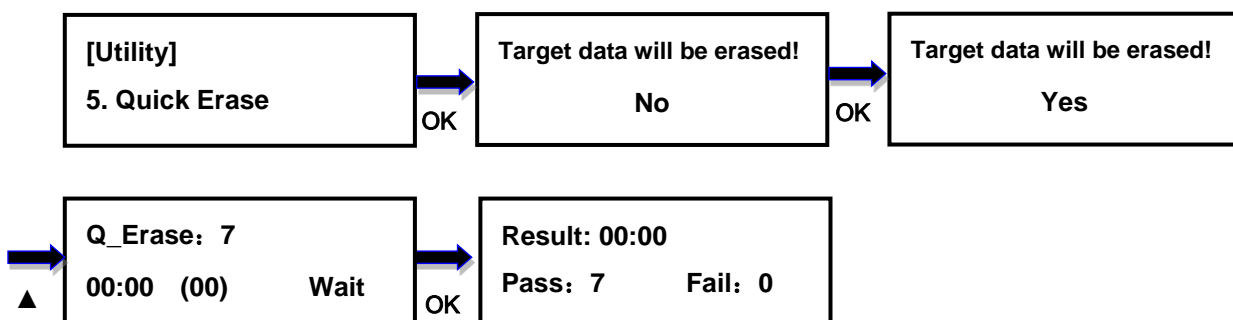 [Utility]
5. Quick Erase
OK
Target data will be erased!
No
OK
Target data will be erased!
Yes
▲
Q_Erase：7
00:00 (00) Wait
OK
Result: 00:00
Pass：7 Fail：0